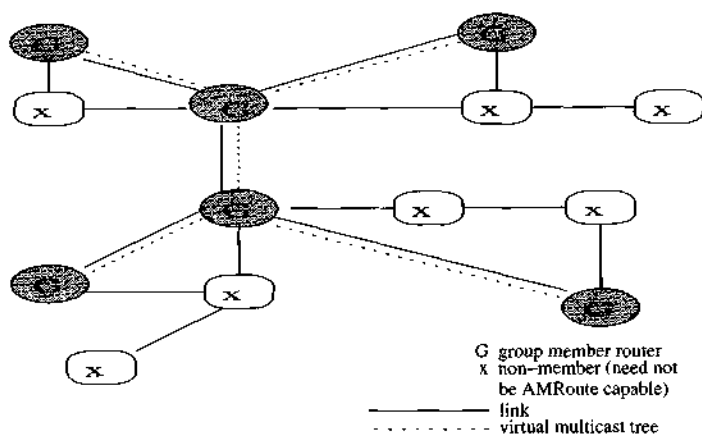 G
G
x
G
x
x
G
x
x
G
x
G
x
G group member router
x non-member (need not
be AMRoute capable)
link
virtual multicast tree